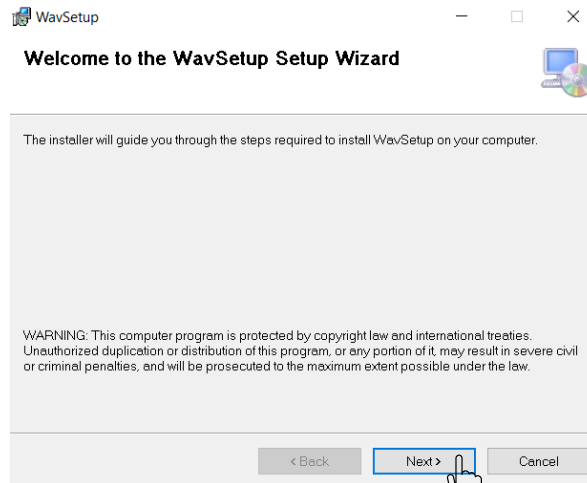 WavSetup
Welcome to the WavSetup Setup Wizard
The installer will guide you through the steps required to install WavSetup on your computer.
WARNING: This computer program is protected by copyright law and international treaties.
Unauthorized duplication or distribution of this program, or any portion of it, may result in severe civil
or criminal penalties, and will be prosecuted to the maximum extent possible under the law.
< Back
Next >
Cancel